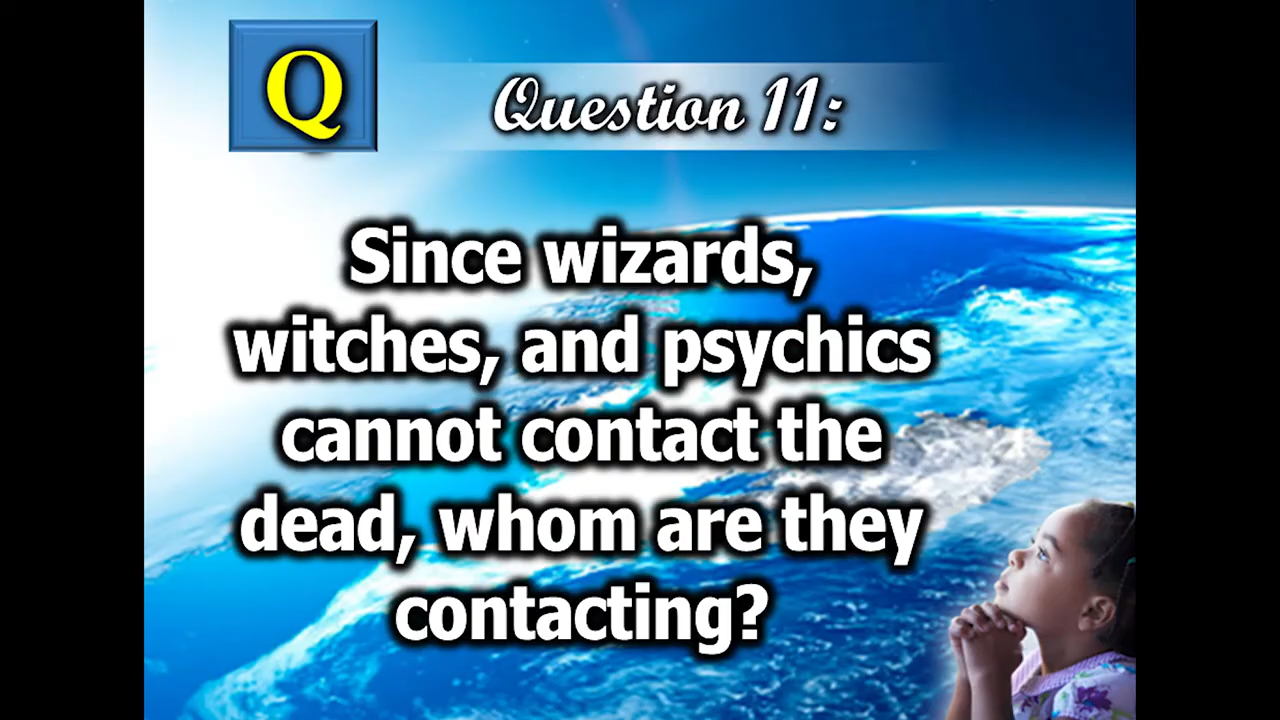 Q
Question 11:
Since wizards,
witches, and psychics
cannot contact the
dead, whom are they
contacting?